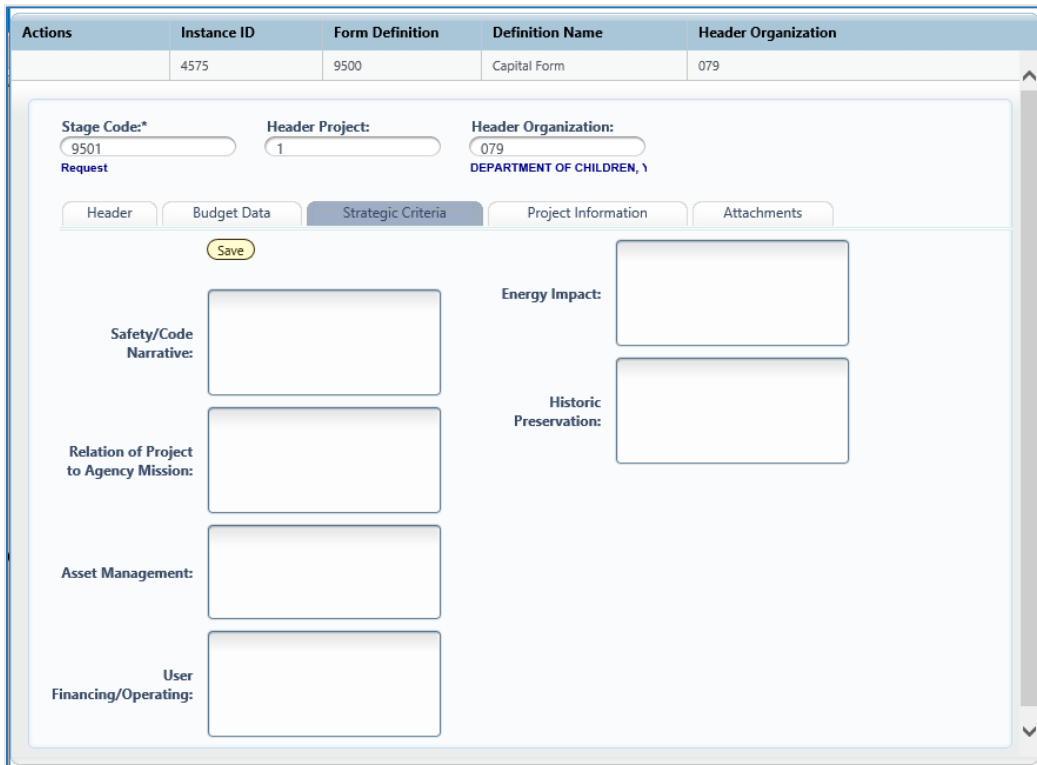 Actions Instance ID Form Definition Definition Name Header Organization
4575 9500 Capital Form 079
Stage Code:* Header Project: Header Organization:
9501 1 079
Request DEPARTMENT OF CHILDREN, Y
Header Budget Data Strategic Criteria Project Information Attachments
Save
Safety/Code
Narrative:
Relation of Project
to Agency Mission:
Asset Management:
User
Financing/Operating:
Energy Impact:
Historic
Preservation: